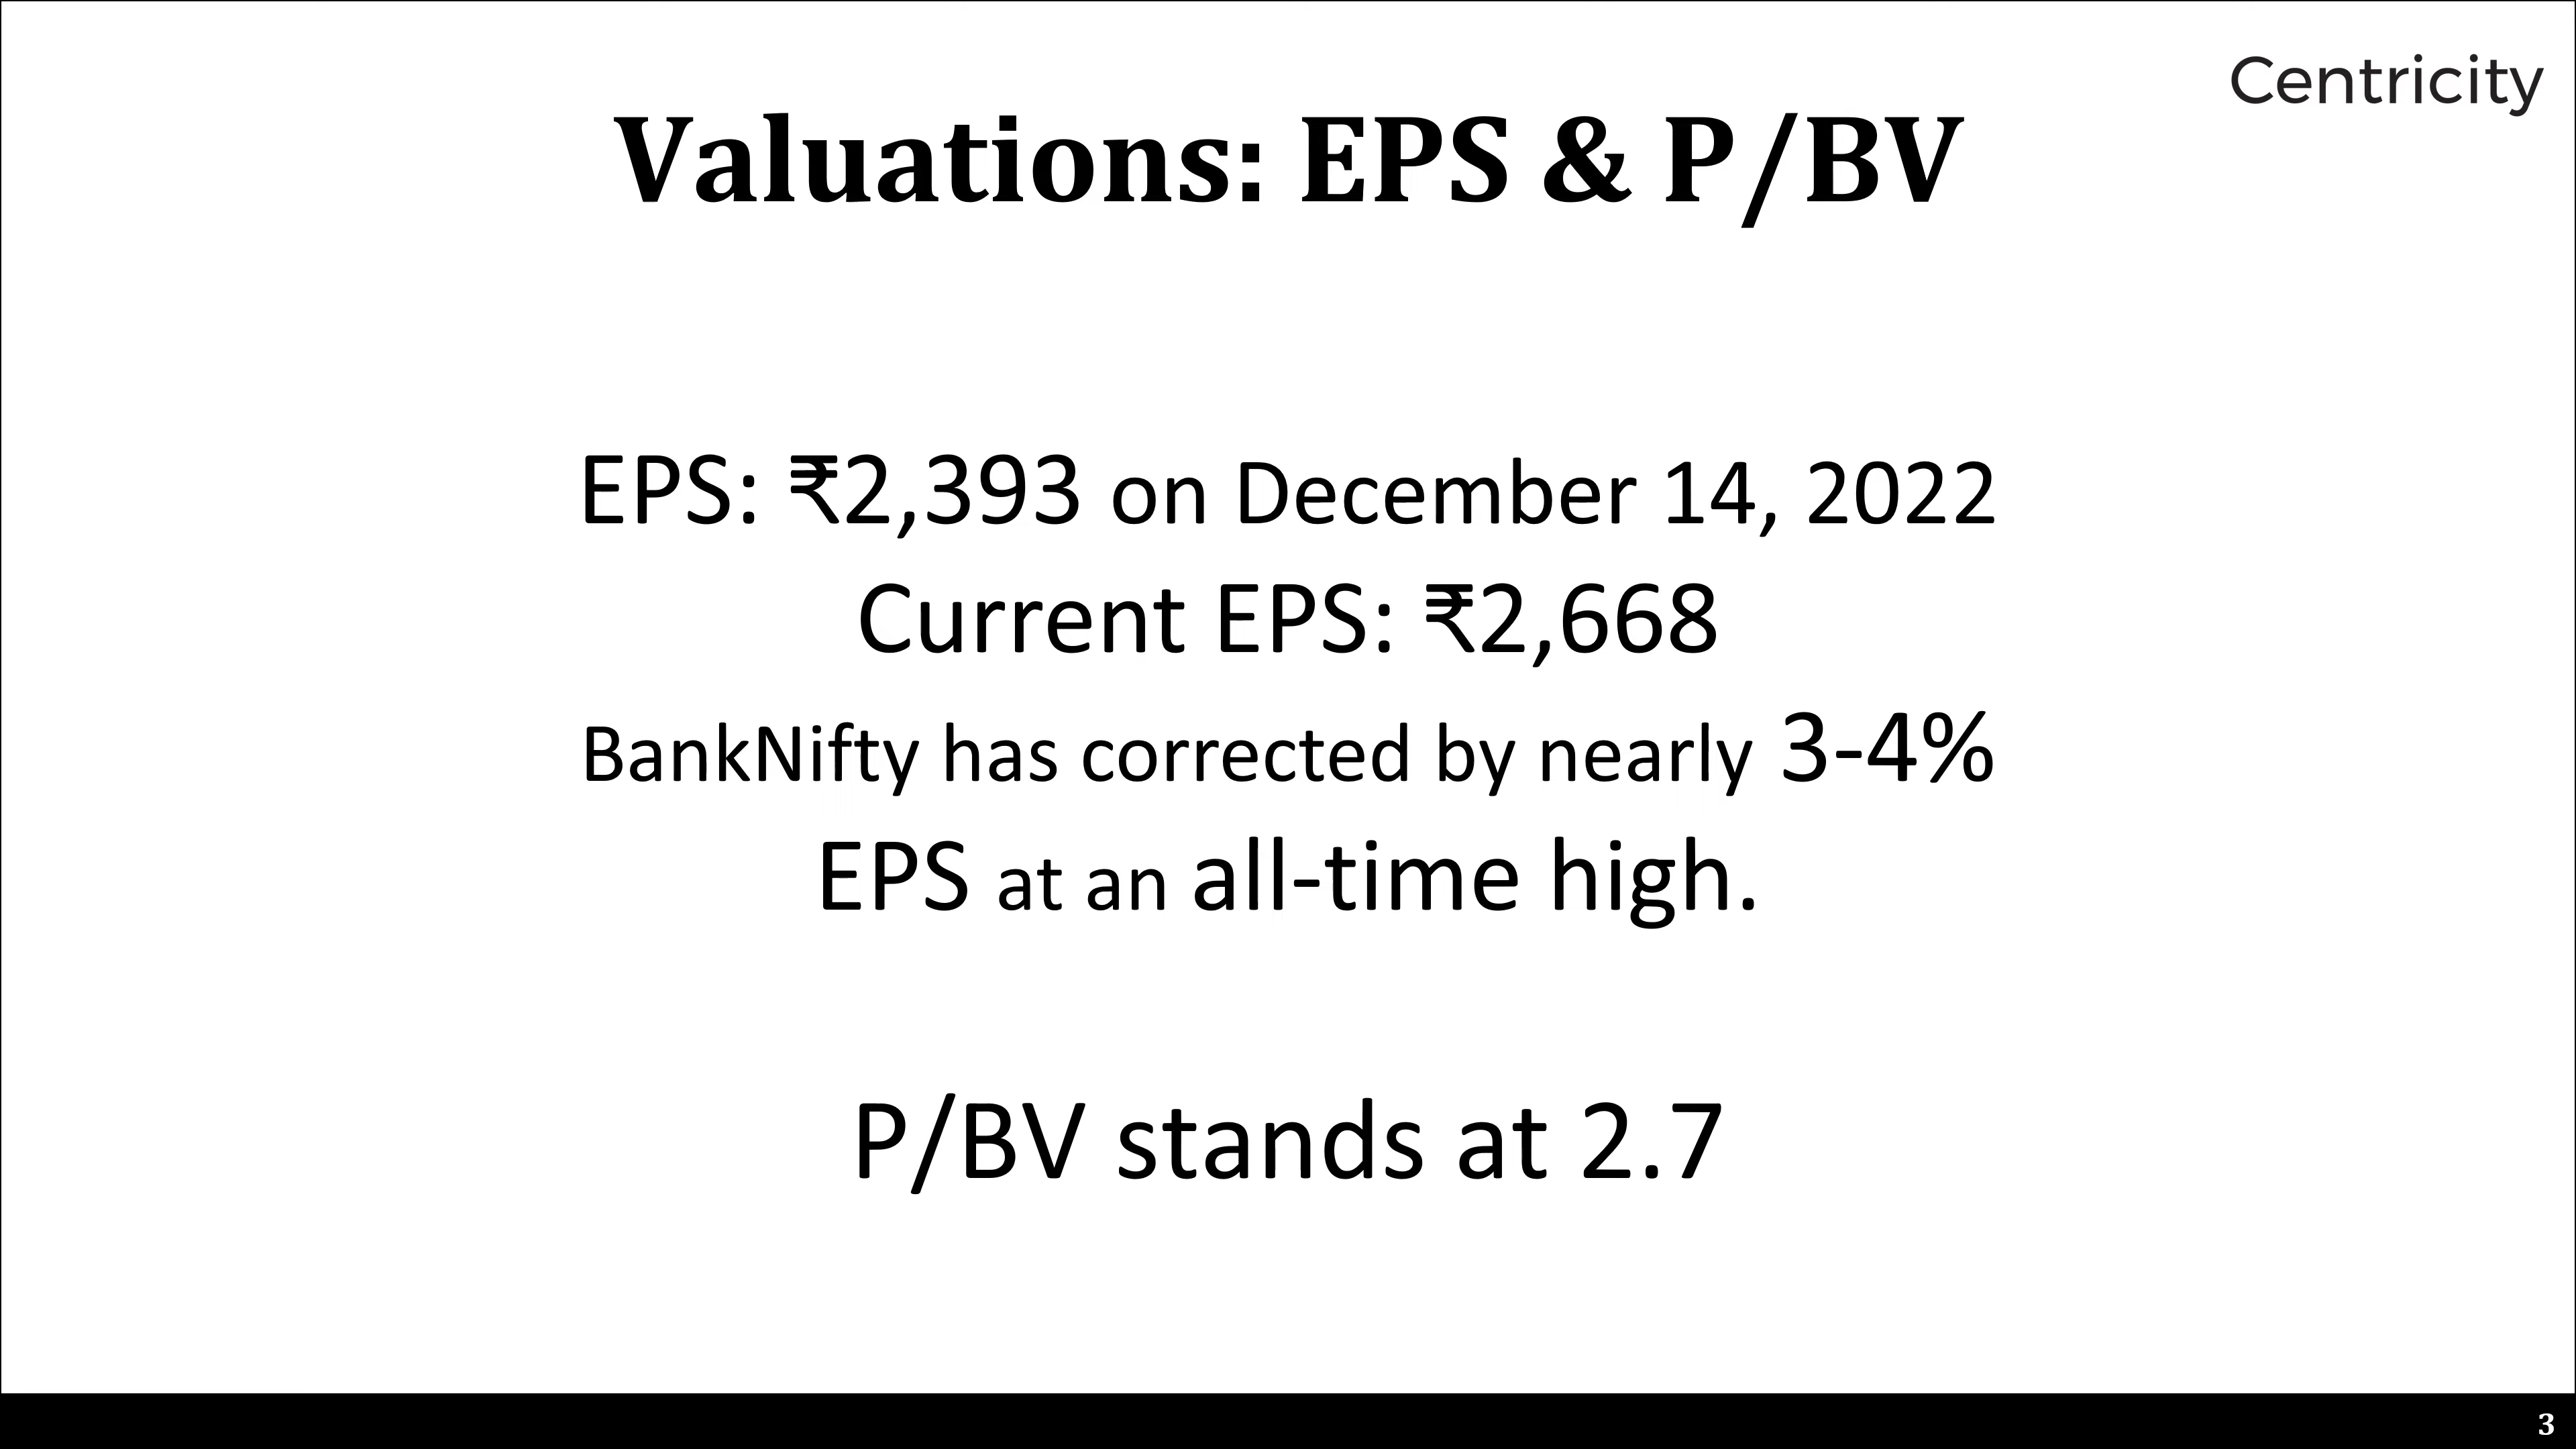 Centricity
Valuations: EPS & P/BV
EPS: ₹2,393 on December 14, 2022
Current EPS: ₹2,668
BankNifty has corrected by nearly 3-4%
EPS at an all-time high.
P/BV stands at 2.7
3